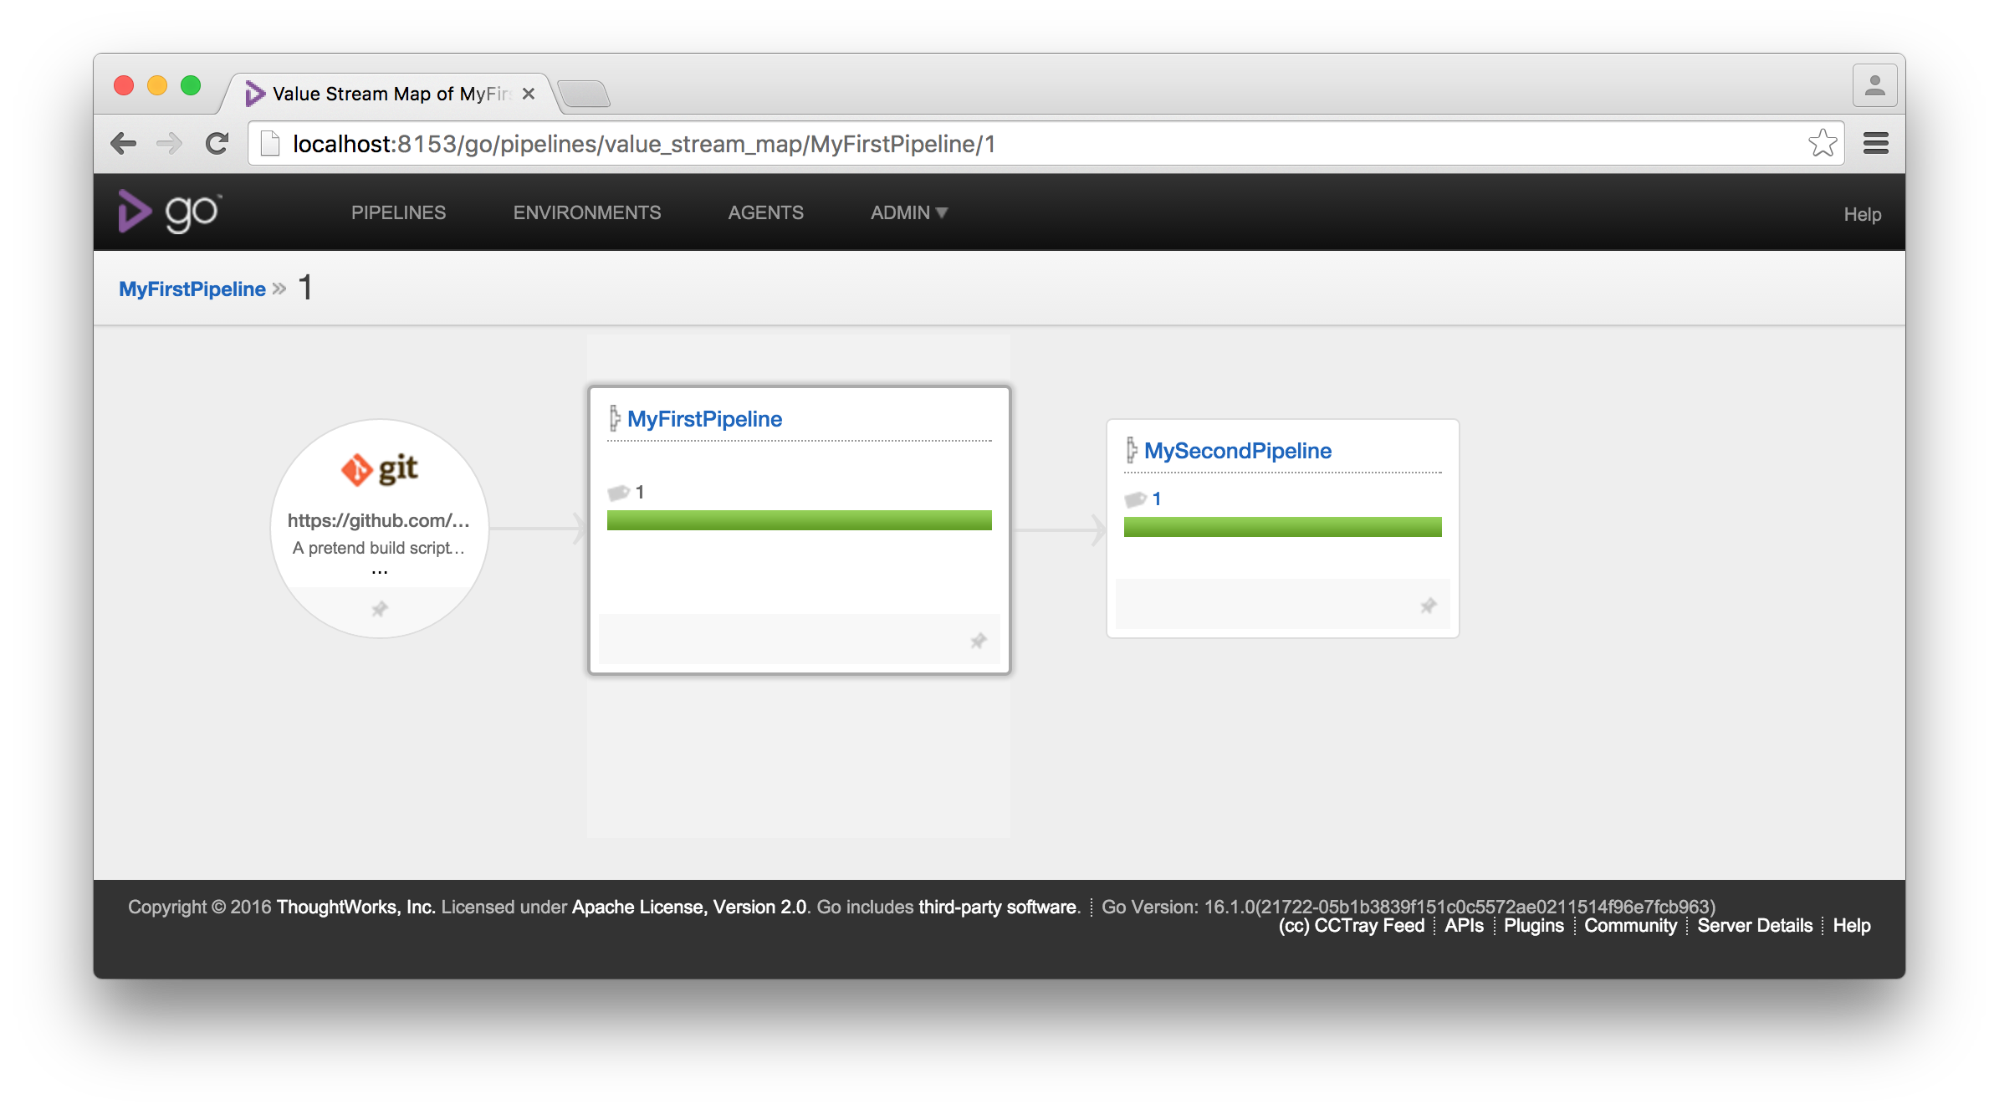 Value Stream Map of MyFir
localhost:8153/go/pipelines/value_stream_map/MyFirstPipeline/1
go™ PIPELINES ENVIRONMENTS AGENTS ADMIN ▼ Help
MyFirstPipeline » 1
git
https://github.com/...
A pretend build script...
...
MyFirstPipeline
1
MySecondPipeline
1
Copyright © 2016 ThoughtWorks, Inc. Licensed under Apache License, Version 2.0. Go includes third-party software. Go Version: 16.1.0(21722-05b1b3839f151c0c5572ae0211514f96e7fcb963)
(cc) CCTray Feed APIs Plugins Community Server Details Help